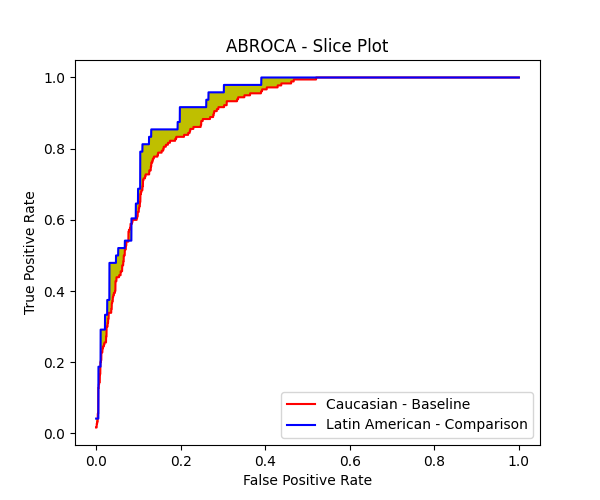 ABROCA - Slice Plot
True Positive Rate
1.0
0.8
0.6
0.4
0.2
0.0
Caucasian - Baseline
Latin American - Comparison
0.0 0.2 0.4 0.6 0.8 1.0
False Positive Rate